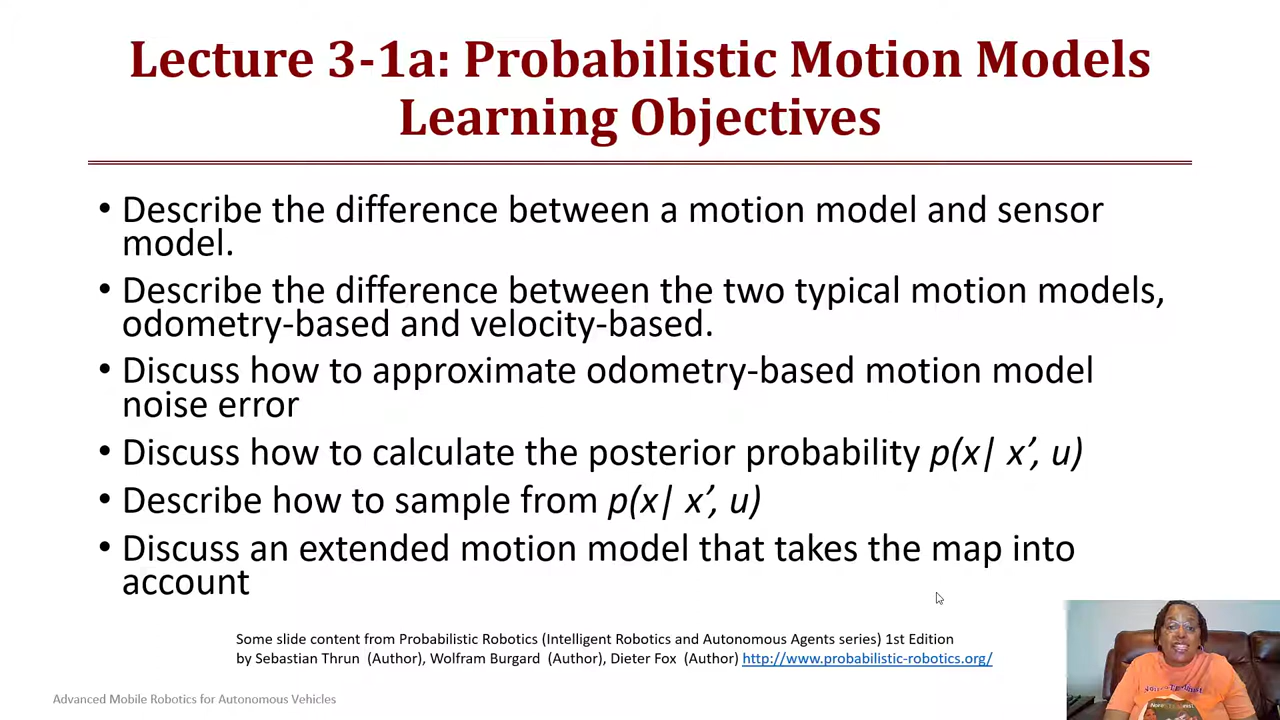 Lecture 3-1a: Probabilistic Motion Models
Learning Objectives
• Describe the difference between a motion model and sensor
model.
• Describe the difference between the two typical motion models,
odometry-based and velocity-based.
• Discuss how to approximate odometry-based motion model
noise error
• Discuss how to calculate the posterior probability p(x| x’, u)
• Describe how to sample from p(x| x’, u)
• Discuss an extended motion model that takes the map into
account
Some slide content from Probabilistic Robotics (Intelligent Robotics and Autonomous Agents series) 1st Edition
by Sebastian Thrun  (Author), Wolfram Burgard  (Author), Dieter Fox  (Author) http://www.probabilistic-robotics.org/
Advanced Mobile Robotics for Autonomous Vehicles